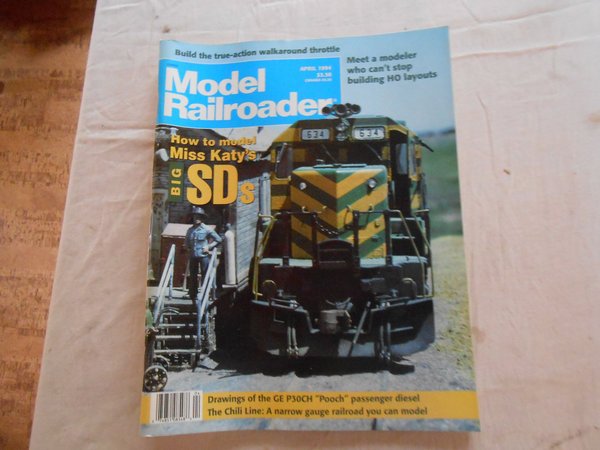 Build the true-action walkaround throttle
Model
Railroader
APRIL 1994
$3.50
Meet a modeler
who can't stop
building HO layouts
How to model
Miss Katy's
BIG
SDs
634
634
Drawings of the GE P30CH "Pooch" passenger diesel
The Chili Line: A narrow gauge railroad you can model